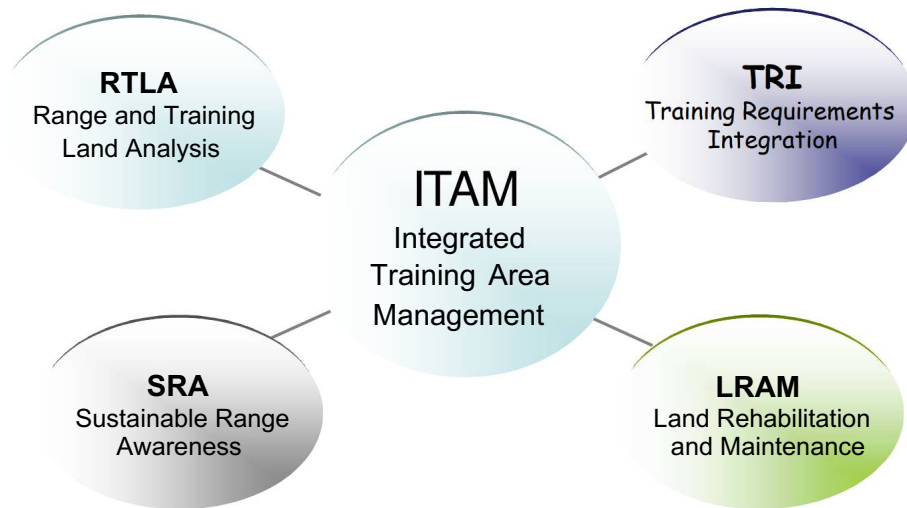 RTLA
Range and Training
Land Analysis
TRI
Training Requirements
Integration
ITAM
Integrated
Training Area
Management
SRA
Sustainable Range
Awareness
LRAM
Land Rehabilitation
and Maintenance